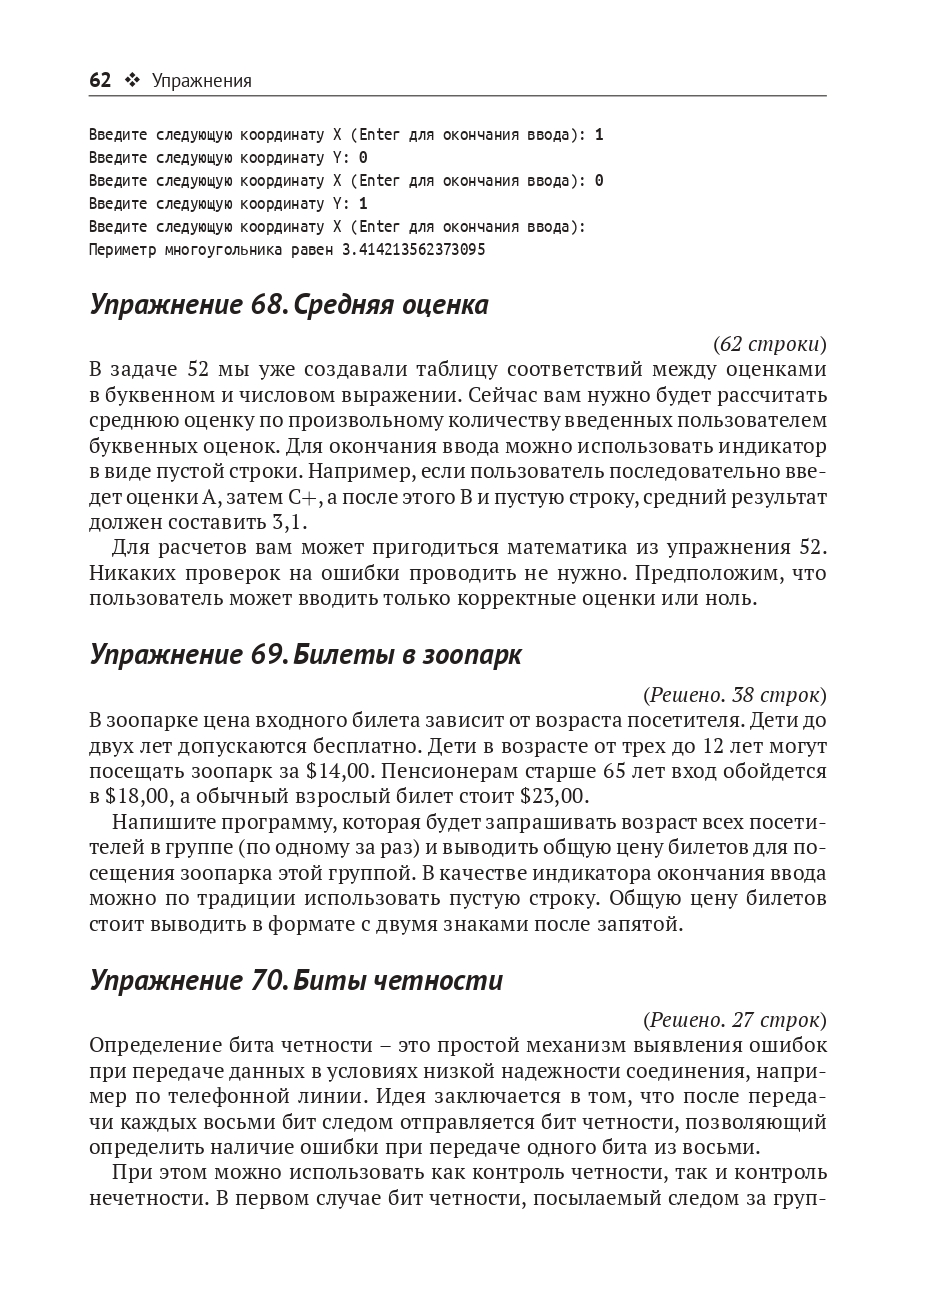 62 ❖ Упражнения
Введите следующую координату X (Enter для окончания ввода): 1
Введите следующую координату Y: 0
Введите следующую координату X (Enter для окончания ввода): 0
Введите следующую координату Y: 1
Введите следующую координату X (Enter для окончания ввода):
Периметр многоугольника равен 3.414213562373095
Упражнение 68. Средняя оценка
(62 строки)
В задаче 52 мы уже создавали таблицу соответствий между оценками
в буквенном и числовом выражении. Сейчас вам нужно будет рассчитать
среднюю оценку по произвольному количеству введенных пользователем
буквенных оценок. Для окончания ввода можно использовать индикатор
в виде пустой строки. Например, если пользователь последовательно вве-
дет оценки A, затем C+, а после этого B и пустую строку, средний результат
должен составить 3,1.
Для расчетов вам может пригодиться математика из упражнения 52.
Никаких проверок на ошибки проводить не нужно. Предположим, что
пользователь может вводить только корректные оценки или ноль.
Упражнение 69. Билеты в зоопарк
(Решено. 38 строк)
В зоопарке цена входного билета зависит от возраста посетителя. Дети до
двух лет допускаются бесплатно. Дети в возрасте от трех до 12 лет могут
посещать зоопарк за $14,00. Пенсионерам старше 65 лет вход обойдется
в $18,00, а обычный взрослый билет стоит $23,00.
Напишите программу, которая будет запрашивать возраст всех посети-
телей в группе (по одному за раз) и выводить общую цену билетов для по-
сещения зоопарка этой группой. В качестве индикатора окончания ввода
можно по традиции использовать пустую строку. Общую цену билетов
стоит выводить в формате с двумя знаками после запятой.
Упражнение 70. Биты четности
(Решено. 27 строк)
Определение бита четности – это простой механизм выявления ошибок
при передаче данных в условиях низкой надежности соединения, напри-
мер по телефонной линии. Идея заключается в том, что после переда-
чи каждых восьми бит следом отправляется бит четности, позволяющий
определить наличие ошибки при передаче одного бита из восьми.
При этом можно использовать как контроль четности, так и контроль
нечетности. В первом случае бит четности, посылаемый следом за груп-